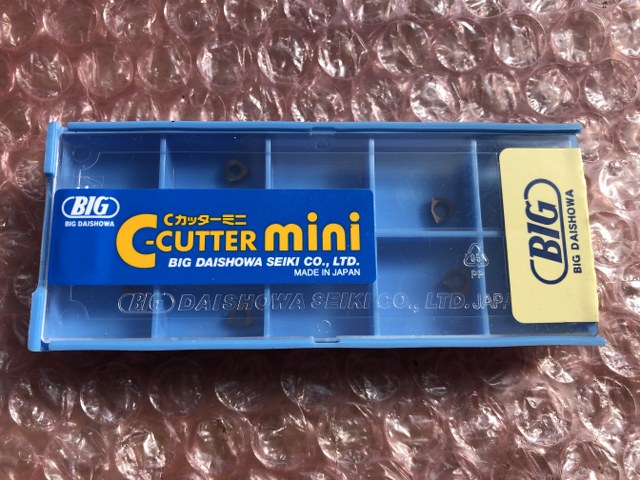 BIG
BIG DAISHOWA
Cカッターミニ
C-CUTTER mini
BIG DAISHOWA SEIKI CO., LTD.
MADE IN JAPAN
BIG
BIG DAISHOWA
PP
BIG DAISHOWA SEIKI CO., LTD. JAPAN